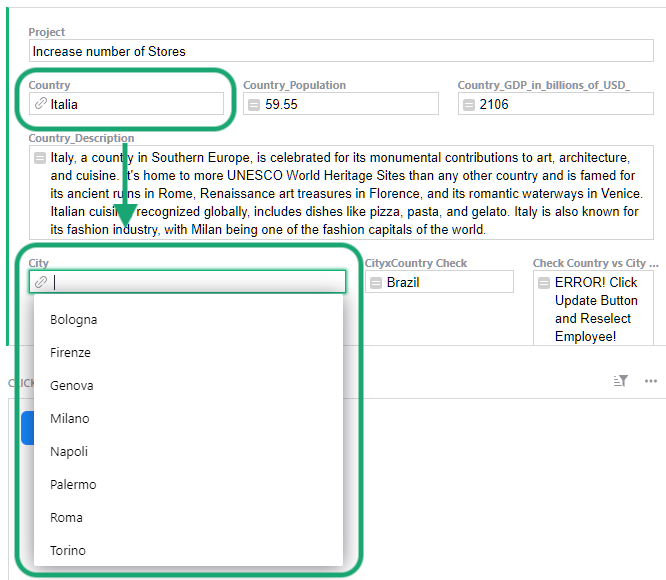 Project
Increase number of Stores
Country
Country_Population
Country_GDP_in_billions_of_USD_
Italia
59.55
2106
Country_Description
Italy, a country in Southern Europe, is celebrated for its monumental contributions to art, architecture,
and cuisine. It's home to more UNESCO World Heritage Sites than any other country and is famed for
its ancient ruins in Rome, Renaissance art treasures in Florence, and its romantic waterways in Venice.
Italian cuisine, recognized globally, includes dishes like pizza, pasta, and gelato. Italy is also known for
its fashion industry, with Milan being one of the fashion capitals of the world.
City
CityxCountry Check
Check Country vs City ...
Brazil
ERROR! Click
Update Button
and Reselect
Employee!
Bologna
Firenze
CLICK
Genova
Milano
Napoli
Palermo
Roma
Torino